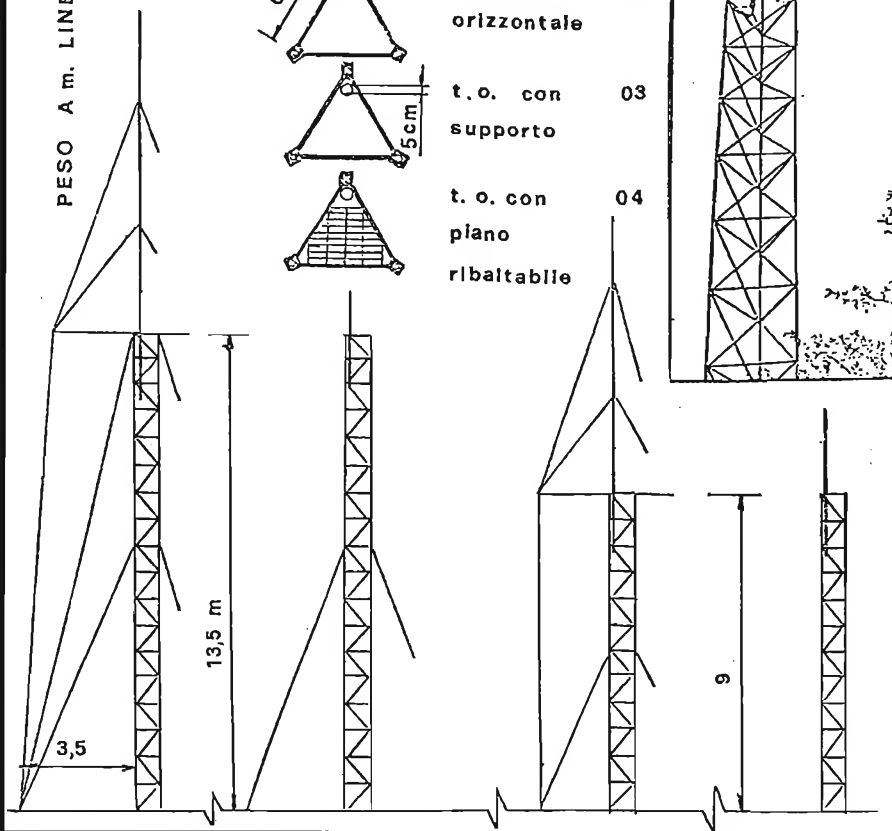 PESO A m. LINE
orizzontale
t.o. con 03
supporto
5cm
t. o. con 04
piano
ribaltabile
13,5 m
3,5
9